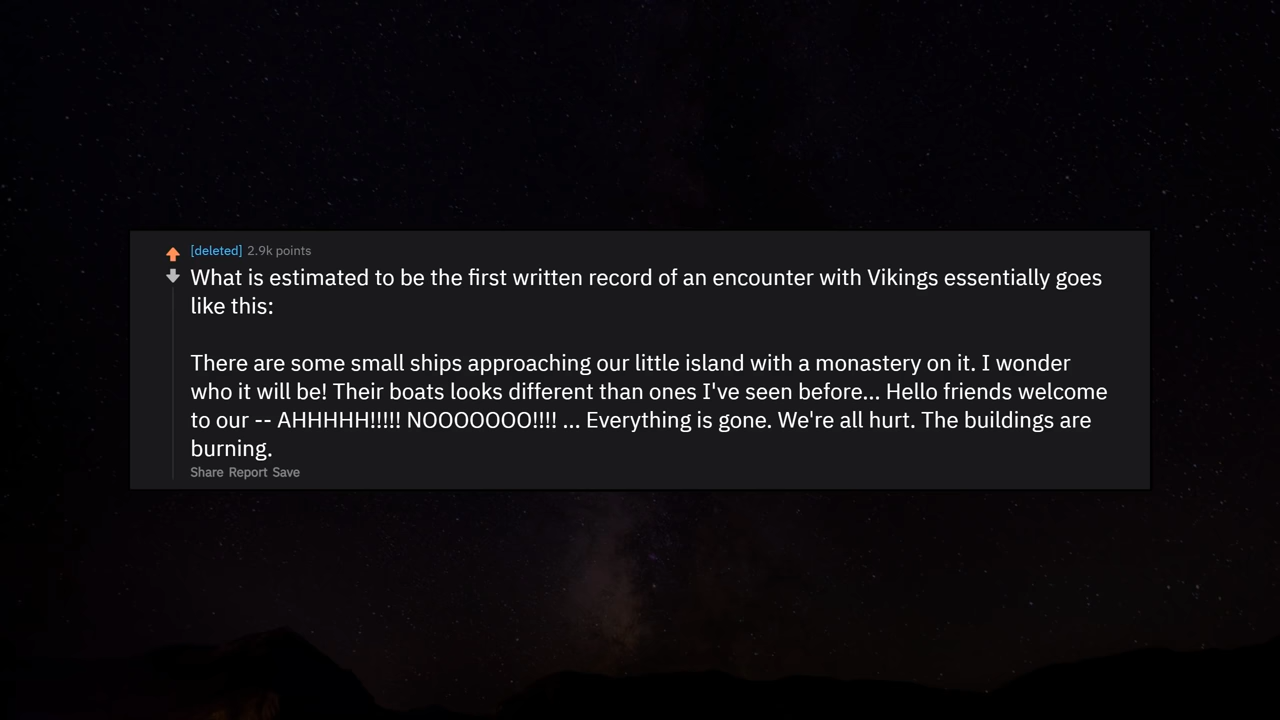 [deleted] 2.9k points
What is estimated to be the first written record of an encounter with Vikings essentially goes
like this:
There are some small ships approaching our little island with a monastery on it. I wonder
who it will be! Their boats looks different than ones I've seen before... Hello friends welcome
to our -- AHHHHH!!!!! NOOOOOOO!!!! ... Everything is gone. We're all hurt. The buildings are
burning.
Share Report Save